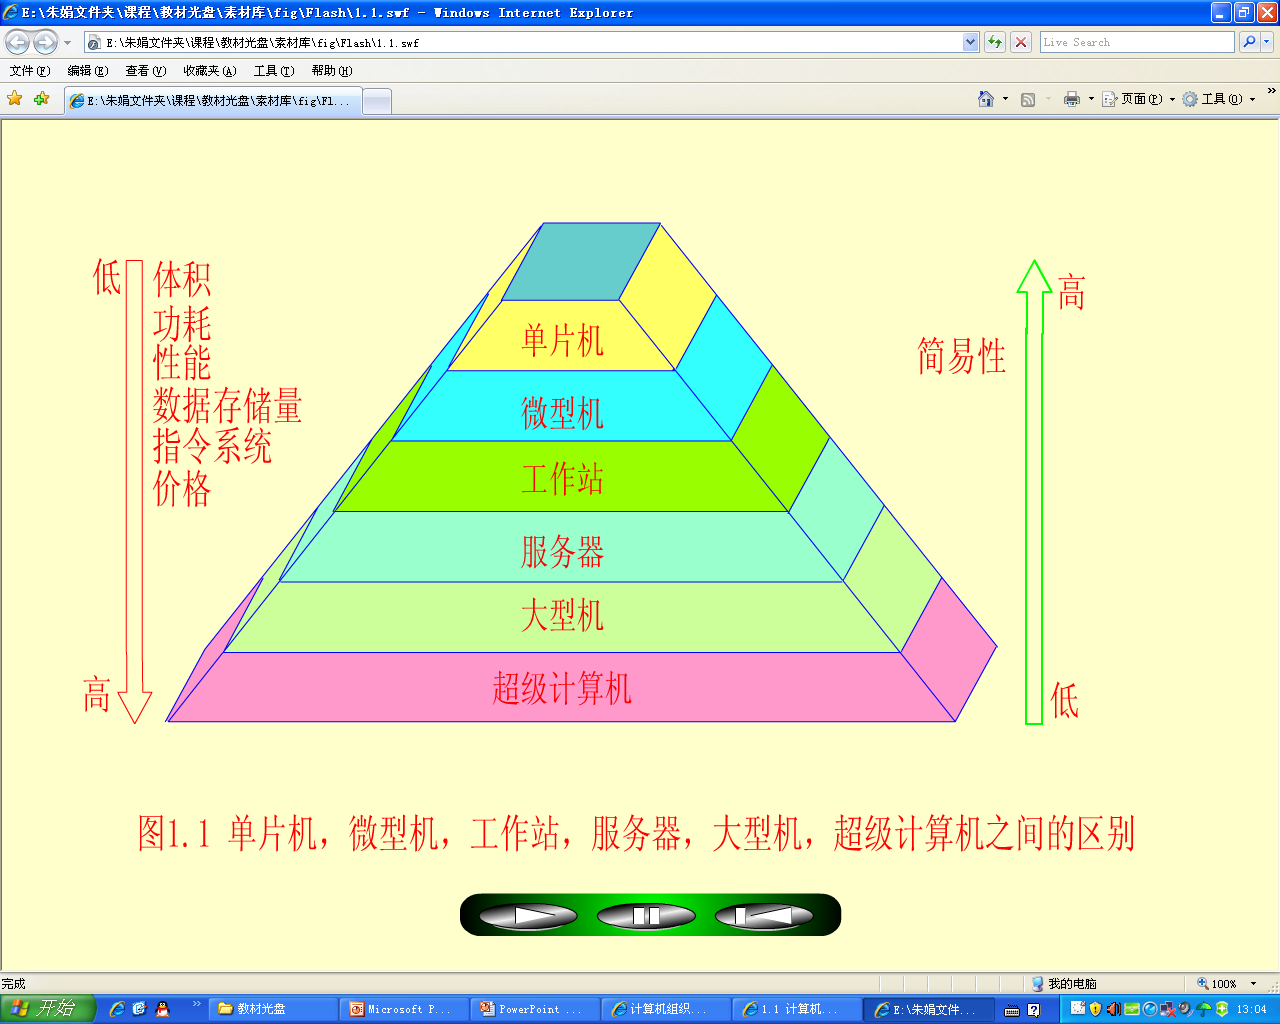 E:\朱娟文件夹\课程\教材光盘\素材库\fig\Flash\1.1.swf - Windows Internet Explorer
E:\朱娟文件夹\课程\教材光盘\素材库\fig\Flash\1.1.swf
Live Search
文件(F) 编辑(E) 查看(V) 收藏夹(A) 工具(T) 帮助(H)
E:\朱娟文件夹\课程\教材光盘\素材库\fig\Fl...
页面(P) 工具(O)
低
体积
功耗
性能
数据存储量
指令系统
价格
高
单片机
微型机
工作站
服务器
大型机
超级计算机
高
简易性
低
图1.1 单片机，微型机，工作站，服务器，大型机，超级计算机之间的区别
完成
我的电脑
100%
开始
教材光盘
Microsoft P...
PowerPoint ...
计算机组织...
1.1 计算机...
E:\朱娟文件...
13:04